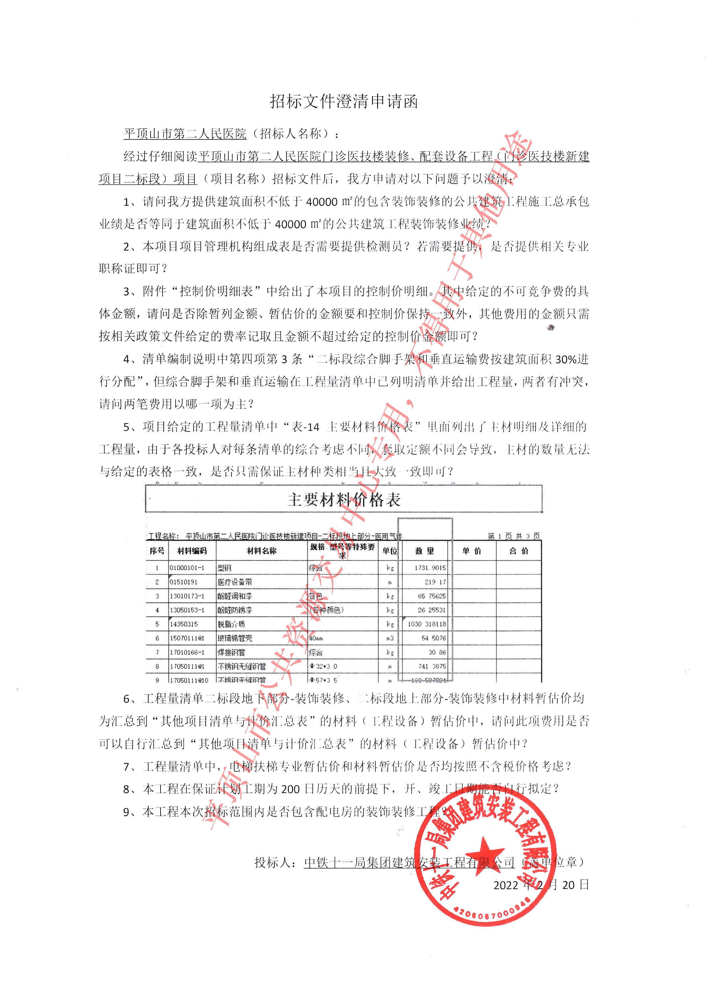 招标文件澄清申请函
平顶山市第二人民医院（招标人名称）：
经过仔细阅读平顶山市第二人民医院门诊医技楼装修、配套设备工程（门诊医技楼新建
项目二标段）项目（项目名称）招标文件后，我方申请对以下问题予以澄清：
1、请问我方提供建筑面积不低于 40000 ㎡的包含装饰装修的公共建筑工程施工总承包
业绩是否等同于建筑面积不低于 40000 ㎡的公共建筑工程装饰装修业绩？
2、本项目项目管理机构组成表是否需要提供检测员？若需要提供，是否提供相关专业
职称证即可？
3、附件“控制价明细表”中给出了本项目的控制价明细。其中给定的不可竞争费的具
体金额，请问是否除暂列金额、暂估价的金额要和控制价保持一致外，其他费用的金额只需
按相关政策文件给定的费率记取且金额不超过给定的控制价金额即可？
4、清单编制说明中第四项第 3 条“二标段综合脚手架和垂直运输费按建筑面积 30%进
行分配”，但综合脚手架和垂直运输在工程量清单中已列明清单并给出工程量，两者有冲突，
请问两笔费用以哪一项为主？
5、项目给定的工程量清单中“表-14 主要材料价格表”里面列出了主材明细及详细的
工程量，由于各投标人对每条清单的综合考虑不同，套取定额不同会导致，主材的数量无法
与给定的表格一致，是否只需保证主材种类相当且大致一致即可？
主要材料价格表
工程名称： 平顶山市第二人民医院门诊医技楼新建项目-二标段地上部分-医用气体 第 1 页 共 3 页
序号 材料编码 材料名称 规格.型号等特殊要求 单位 数 量 单 价 合 价
1 01000101-1 型钢 综合 kg 1731.9015
2 01510191 医疗设备带 m 219.17
3 13010173-1 酚醛调和漆 各色 kg 65.75625
4 13050153-1 酚醛防锈漆 (各种颜色) kg 26.25531
5 14350315 脱脂介质 kg 1030.318118
6 15070111@1 玻璃棉管壳 40mm m3 54.5076
7 17010166-1 焊接钢管 综合 kg 30.86
8 17050111@1 不锈钢无缝钢管 Φ32*3.0 m 741.3875
9 17050111@10 不锈钢无缝钢管 Φ57*3.5 m
6、工程量清单二标段地下部分-装饰装修、二标段地上部分-装饰装修中材料暂估价均
为汇总到“其他项目清单与计价汇总表”的材料（工程设备）暂估价中，请问此项费用是否
可以自行汇总到“其他项目清单与计价汇总表”的材料（工程设备）暂估价中？
7、工程量清单中，电梯扶梯专业暂估价和材料暂估价是否均按照不含税价格考虑？
8、本工程在保证计划工期为 200 日历天的前提下，开、竣工日期能否自行拟定？
9、本工程本次招标范围内是否包含配电房的装饰装修工程？
投标人：中铁十一局集团建筑安装工程有限公司（盖单位章）
2022 年 2 月 20 日
中铁十一局集团建筑安装工程有限公司
4206067000946
平顶山市公共资源交易中心专用，不得用于其他用途